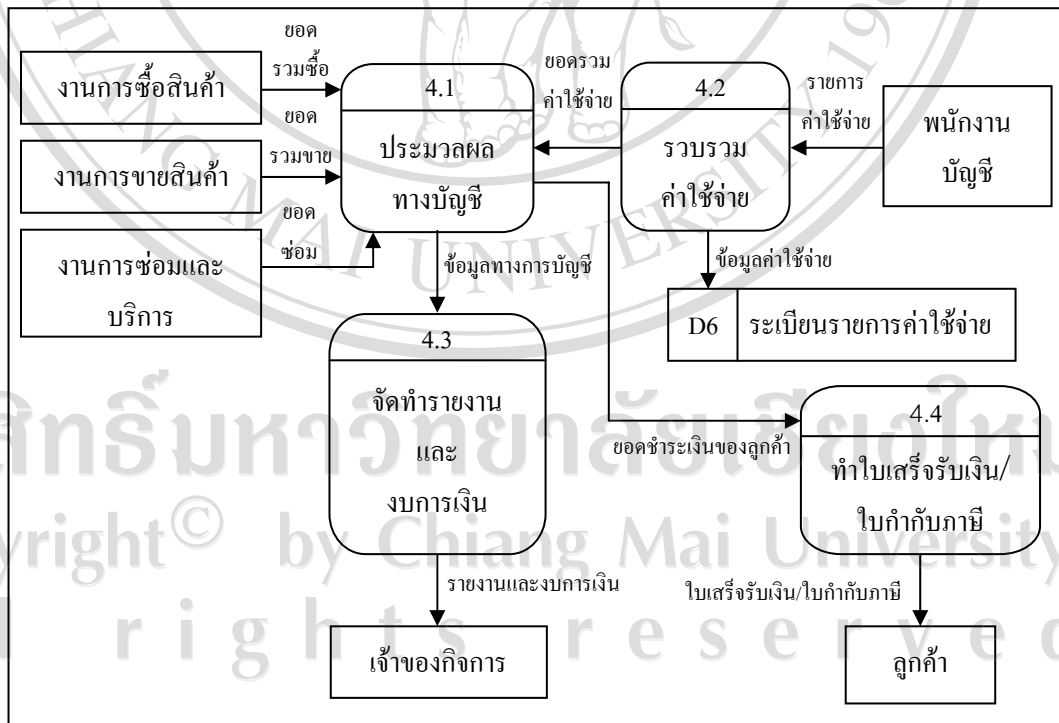 ยอด
รวมซื้อ
งานการซื้อสินค้า
ยอด
รวมขาย
งานการขายสินค้า
ยอด
ซ่อม
งานการซ่อมและ
บริการ
4.1
ประมวลผล
ทางบัญชี
ยอดรวม
ค่าใช้จ่าย
4.2
รวบรวม
ค่าใช้จ่าย
รายการ
ค่าใช้จ่าย
พนักงาน
บัญชี
ข้อมูลทางการบัญชี
ข้อมูลค่าใช้จ่าย
D6 ระเบียนรายการค่าใช้จ่าย
4.3
จัดทำรายงาน
และ
งบการเงิน
ยอดชำระเงินของลูกค้า
4.4
ทำใบเสร็จรับเงิน/
ใบกำกับภาษี
รายงานและงบการเงิน
ใบเสร็จรับเงิน/ใบกำกับภาษี
เจ้าของกิจการ
ลูกค้า
CHIANG MAI UNIVERSITY 196
สิทธิ์มหาวิทยาลัยเชียงใหม
yright© by Chiang Mai University
l rights reserved